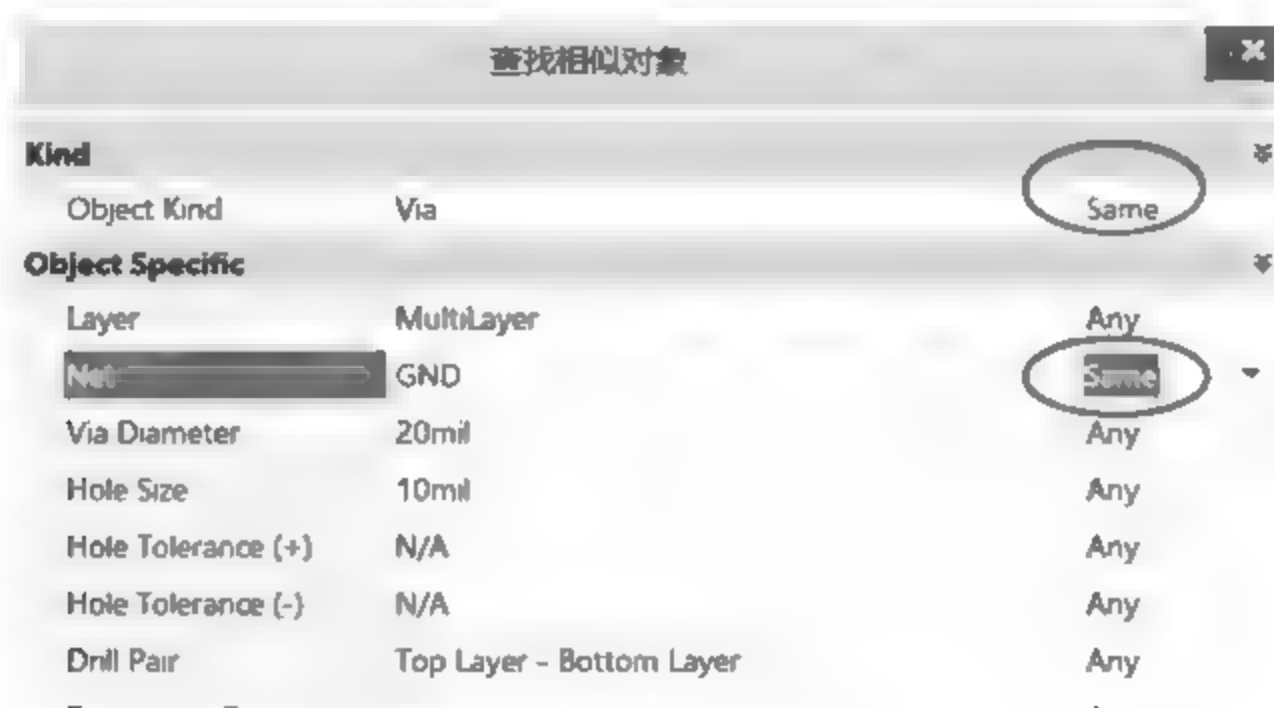 查找相似对象
Kind
Object Kind Via Same
Object Specific
Layer MultiLayer Any
Net GND Same
Via Diameter 20mil Any
Hole Size 10mil Any
Hole Tolerance (+) N/A Any
Hole Tolerance (-) N/A Any
Drill Pair Top Layer - Bottom Layer Any